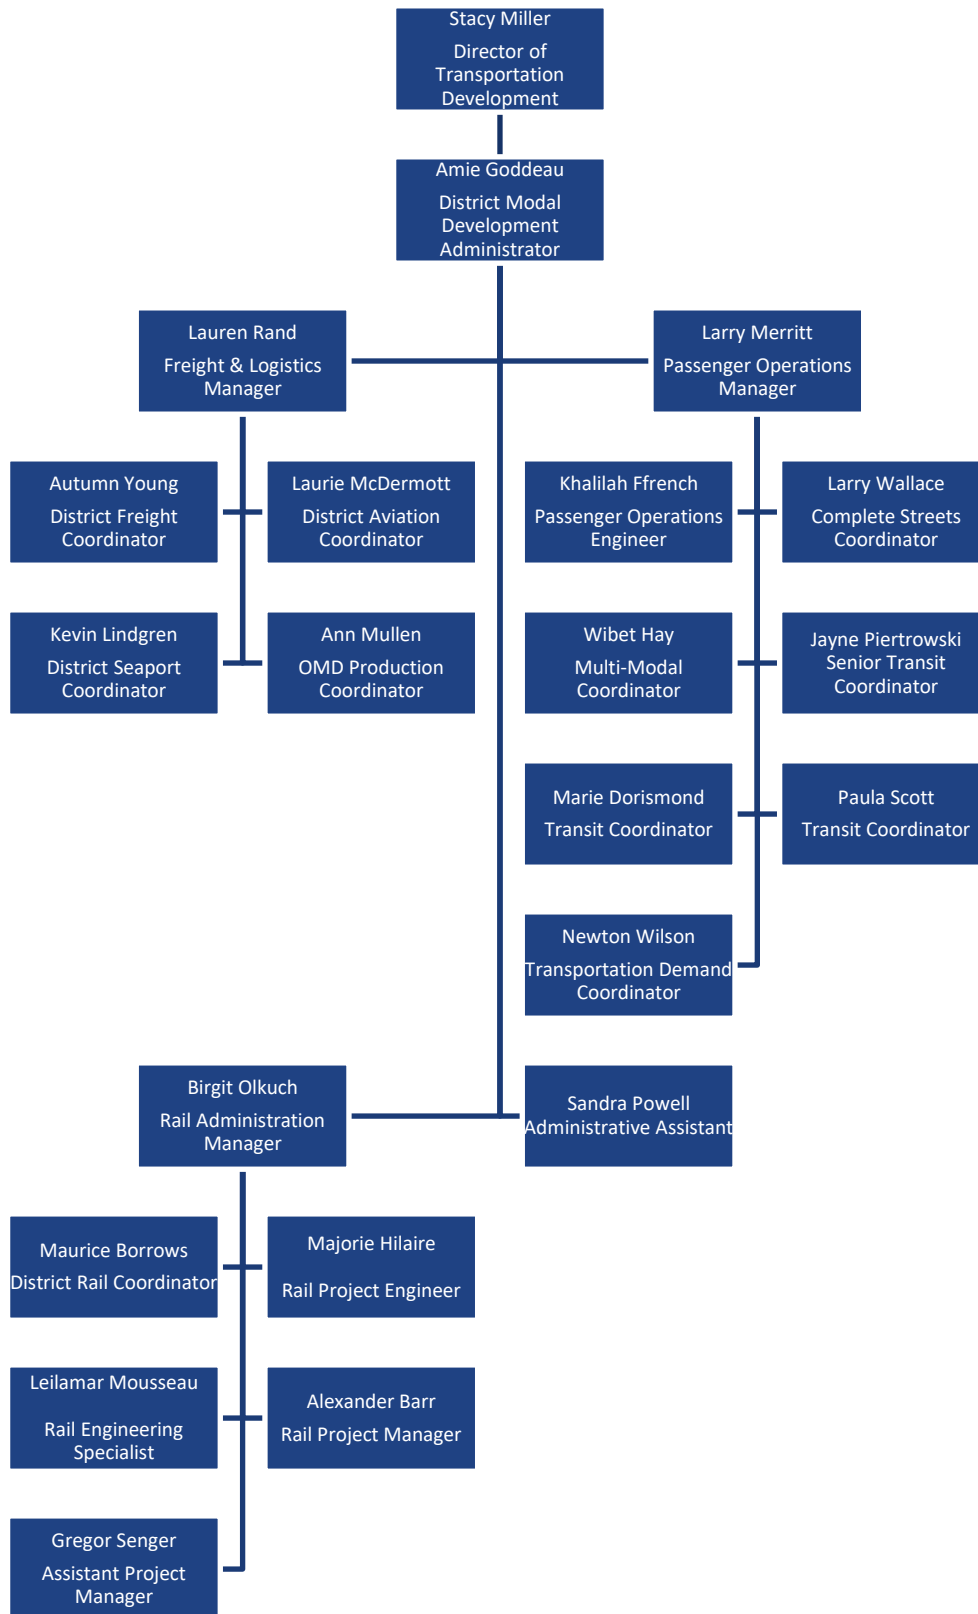 Stacy Miller
Director of
Transportation
Development
Amie Goddeau
District Modal
Development
Administrator
Lauren Rand
Freight & Logistics
Manager
Larry Merritt
Passenger Operations
Manager
Autumn Young
District Freight
Coordinator
Laurie McDermott
District Aviation
Coordinator
Khalilah Ffrench
Passenger Operations
Engineer
Larry Wallace
Complete Streets
Coordinator
Kevin Lindgren
District Seaport
Coordinator
Ann Mullen
OMD Production
Coordinator
Wibet Hay
Multi-Modal
Coordinator
Jayne Piertrowski
Senior Transit
Coordinator
Marie Dorismond
Transit Coordinator
Paula Scott
Transit Coordinator
Newton Wilson
Transportation Demand
Coordinator
Birgit Olkuch
Rail Administration
Manager
Sandra Powell
Administrative Assistant
Maurice Borrows
District Rail Coordinator
Majorie Hilaire
Rail Project Engineer
Leilamar Mousseau
Rail Engineering
Specialist
Alexander Barr
Rail Project Manager
Gregor Senger
Assistant Project
Manager